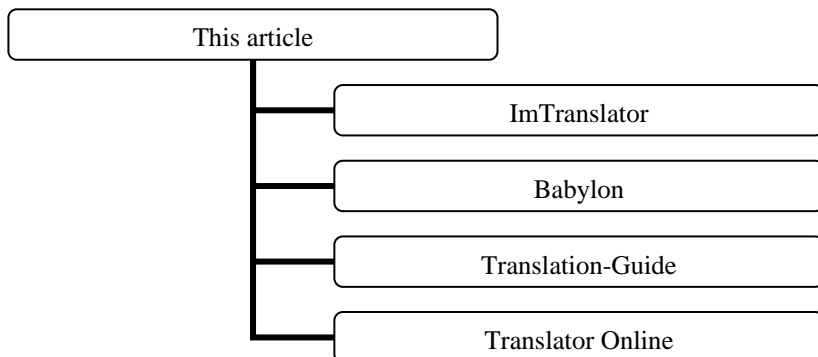 This article
ImTranslator
Babylon
Translation-Guide
Translator Online